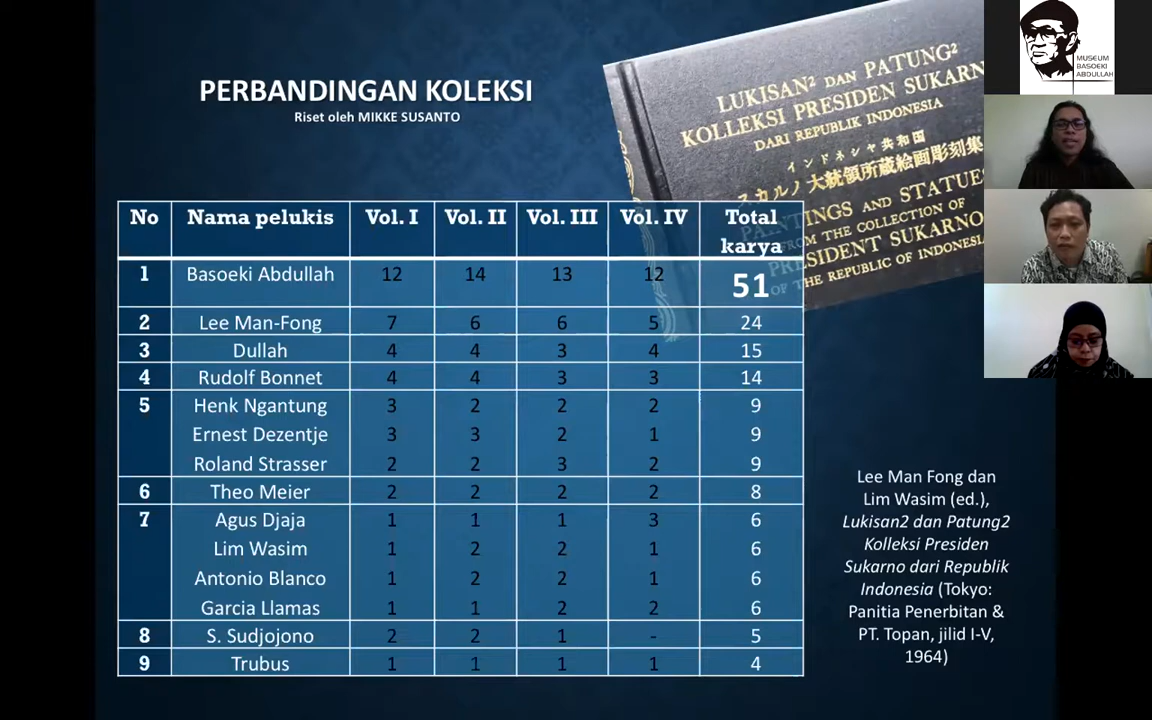 PERBANDINGAN KOLEKSI
Riset oleh MIKKE SUSANTO
LUKISAN² DAN PATUNG²
KOLLEKSI PRESIDEN SUKARN
DARI REPUBLIK INDONESIA
インドネシヤ共和国
スカルノ大統領所蔵絵画彫刻集
PAINTINGS AND STATUES
FROM THE COLLECTION OF
PRESIDENT SUKARNO
OF THE REPUBLIC OF INDONESIA
MUSEUM
BASOEKI
ABDULLAH
No Nama pelukis Vol. I Vol. II Vol. III Vol. IV Total karya
1 Basoeki Abdullah 12 14 13 12 51
2 Lee Man-Fong 7 6 6 5 24
3 Dullah 4 4 3 4 15
4 Rudolf Bonnet 4 4 3 3 14
5 Henk Ngantung 3 2 2 2 9
Ernest Dezentje 3 3 2 1 9
Roland Strasser 2 2 3 2 9
6 Theo Meier 2 2 2 2 8
7 Agus Djaja 1 1 1 3 6
Lim Wasim 1 2 2 1 6
Antonio Blanco 1 2 2 1 6
Garcia Llamas 1 1 2 2 6
8 S. Sudjojono 2 2 1 - 5
9 Trubus 1 1 1 1 4
Lee Man Fong dan
Lim Wasim (ed.),
Lukisan2 dan Patung2
Kolleksi Presiden
Sukarno dari Republik
Indonesia (Tokyo:
Panitia Penerbitan &
PT. Topan, jilid I-V,
1964)